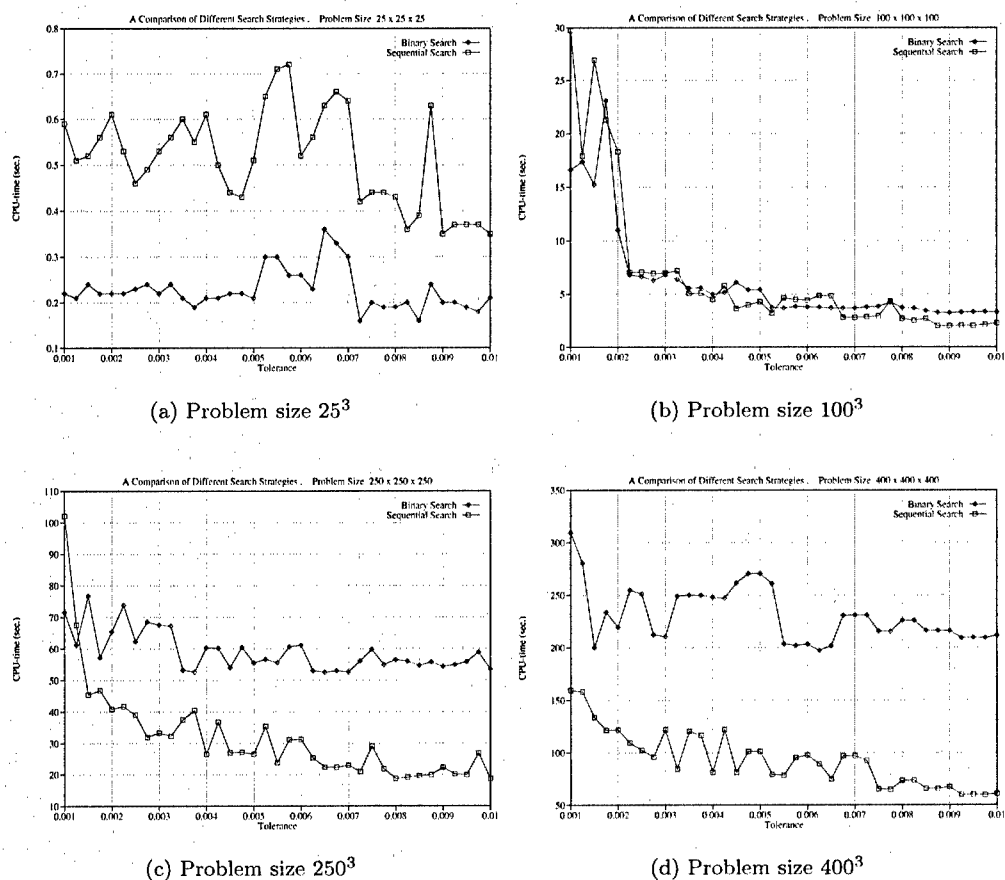 A Comparison of Different Search Strategies. Problem Size 25 x 25 x 25
0.8
0.7
0.6
0.5
0.4
0.3
0.2
0.1
CPU-time (sec.)
Binary Search
Sequential Search
0.001 0.002 0.003 0.004 0.005 0.006 0.007 0.008 0.009 0.01
Tolerance
(a) Problem size 25³
A Comparison of Different Search Strategies. Problem Size 100 x 100 x 100
30
25
20
15
10
5
0
CPU-time (sec.)
Binary Search
Sequential Search
0.001 0.002 0.003 0.004 0.005 0.006 0.007 0.008 0.009 0.01
Tolerance
(b) Problem size 100³
A Comparison of Different Search Strategies. Problem Size 250 x 250 x 250
110
100
90
80
70
60
50
40
30
20
10
CPU-time (sec.)
Binary Search
Sequential Search
0.001 0.002 0.003 0.004 0.005 0.006 0.007 0.008 0.009 0.01
Tolerance
(c) Problem size 250³
A Comparison of Different Search Strategies. Problem Size 400 x 400 x 400
350
300
250
200
150
100
50
CPU-time (sec.)
Binary Search
Sequential Search
0.001 0.002 0.003 0.004 0.005 0.006 0.007 0.008 0.009 0.01
Tolerance
(d) Problem size 400³